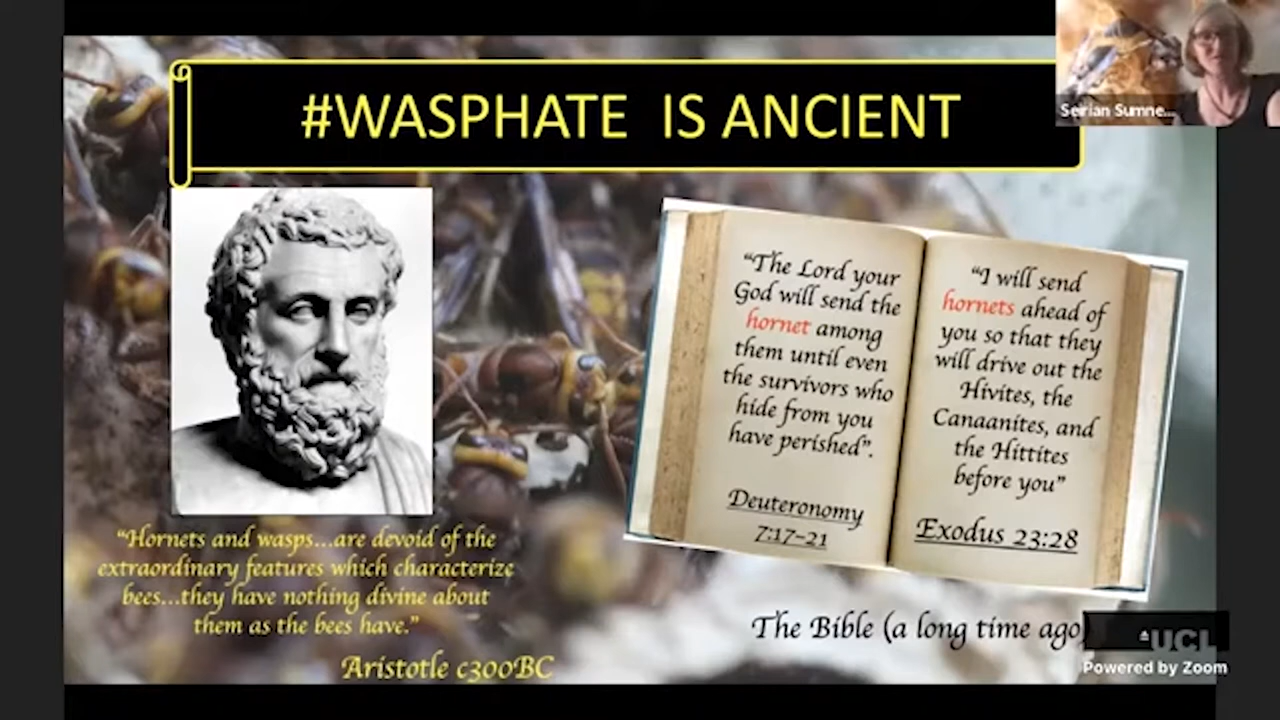 #WASPHATE IS ANCIENT
Seirian Sumne...
"Hornets and wasps...are devoid of the
extraordinary features which characterize
bees...they have nothing divine about
them as the bees have."
Aristotle c300BC
"The Lord your
God will send the
hornet among
them until even
the survivors who
hide from you
have perished".
Deuteronomy
7:17-21
"I will send
hornets ahead of
you so that they
will drive out the
Hivites, the
Canaanites, and
the Hittites
before you"
Exodus 23:28
The Bible (a long time ago)
UCL
Powered by Zoom